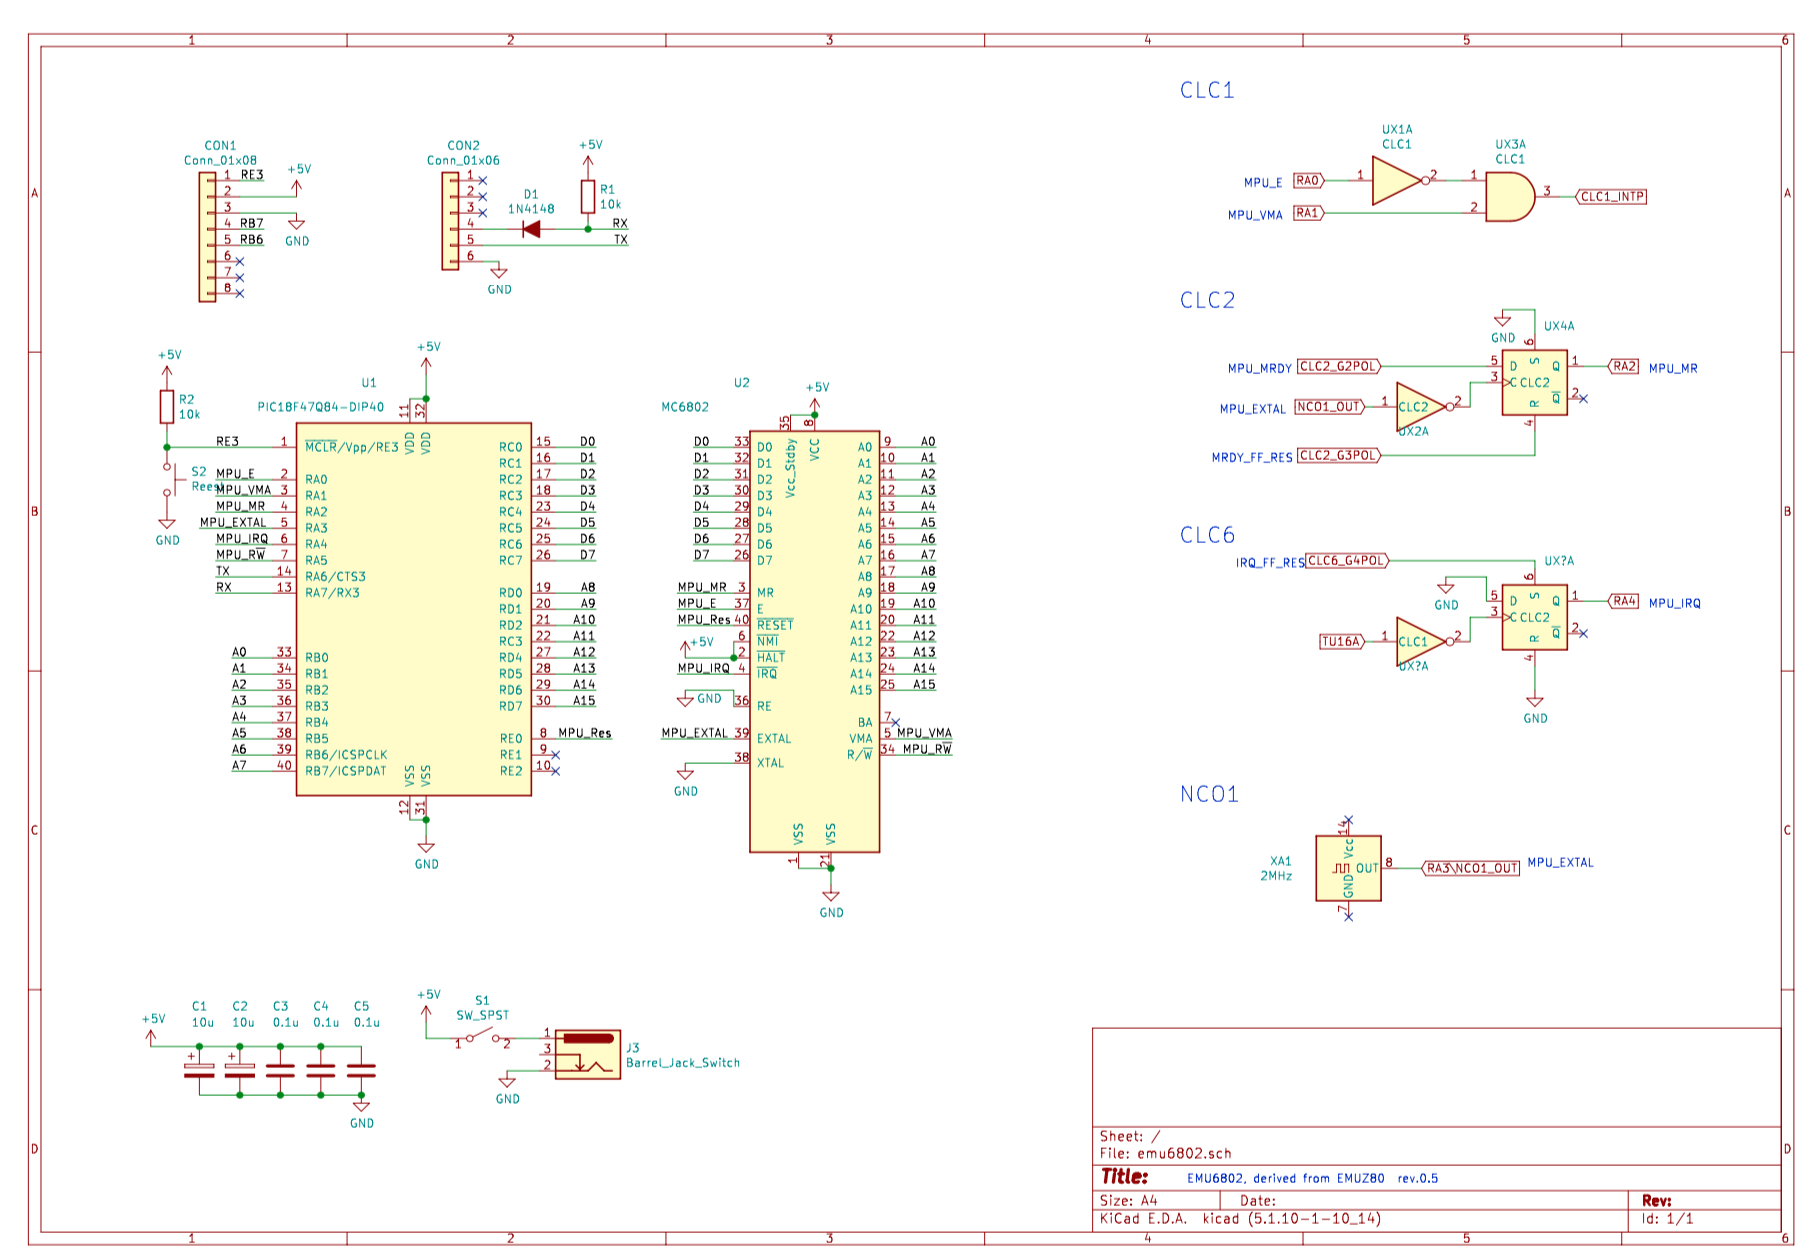 1 2 3 4 5 6
A
B
C
D
CON1
Conn_01x08
1 RE3
2
3
4 RB7
5 RB6
6
7
8
+5V
GND
CON2
Conn_01x06
1
2
3
4
5
6
D1
1N4148
+5V
R1
10k
RX
TX
GND
CLC1
UX1A
CLC1
UX3A
CLC1
MPU_E RA0 1 2 1
MPU_VMA RA1 2
3 CLC1_INTP
CLC2
GND
UX4A
MPU_MRDY CLC2_G2POL 5 D S 6 Q 1 RA2 MPU_MR
MPU_EXTAL NCO1_OUT 1 CLC2 2 3 C CLC2 Q 2
UX2A
R 4
MRDY_FF_RES CLC2_G3POL
CLC6
IRQ_FF_RES CLC6_G4POL
UX?A
GND
5 D S 6 Q 1 RA4 MPU_IRQ
TU16A 1 CLC1 2 3 C CLC2 Q 2
UX?A
R 4
GND
NCO1
XA1
2MHz
14 Vcc
OUT 8
GND 7
RA3\NCO1_OUT MPU_EXTAL
+5V
R2
10k
S2
Reest
GND
U1
PIC18F47Q84-DIP40
+5V
11 32
VDD VDD
RE3 1 MCLR/Vpp/RE3
MPU_E 2 RA0
MPU_VMA 3 RA1
MPU_MR 4 RA2
MPU_EXTAL 5 RA3
MPU_IRQ 6 RA4
MPU_RW 7 RA5
TX 14 RA6/CTS3
RX 13 RA7/RX3
A0 33 RB0
A1 34 RB1
A2 35 RB2
A3 36 RB3
A4 37 RB4
A5 38 RB5
A6 39 RB6/ICSPCLK
A7 40 RB7/ICSPDAT
RC0 15 D0
RC1 16 D1
RC2 17 D2
RC3 18 D3
RC4 23 D4
RC5 24 D5
RC6 25 D6
RC7 26 D7
RD0 19 A8
RD1 20 A9
RD2 21 A10
RC3 22 A11
RD4 27 A12
RD5 28 A13
RD6 29 A14
RD7 30 A15
RE0 8 MPU_Res
RE1 9
RE2 10
VSS VSS
12 31
GND
U2
MC6802
+5V
35 8
Vcc_Stdby VCC
D0 33 D0
D1 32 D1
D2 31 D2
D3 30 D3
D4 29 D4
D5 28 D5
D6 27 D6
D7 26 D7
MPU_MR 3 MR
MPU_E 37 E
MPU_Res 40 RESET
+5V 6 NMI
2 HALT
MPU_IRQ 4 IRQ
GND 36 RE
MPU_EXTAL 39 EXTAL
38 XTAL
GND
A0 9 A0
A1 10 A1
A2 11 A2
A3 12 A3
A4 13 A4
A5 14 A5
A6 15 A6
A7 16 A7
A8 17 A8
A9 18 A9
A10 19 A10
A11 20 A11
A12 22 A12
A13 23 A13
A14 24 A14
A15 25 A15
BA 7
VMA 5 MPU_VMA
R/W 34 MPU_RW
VSS VSS
1 21
GND
+5V
C1 C2 C3 C4 C5
10u 10u 0.1u 0.1u 0.1u
+ +
GND
+5V
S1
SW_SPST
1 2
1
3
2
J3
Barrel_Jack_Switch
GND
Sheet: /
File: emu6802.sch
Title: EMU6802, derived from EMUZ80 rev.0.5
Size: A4 Date: Rev:
KiCad E.D.A. kicad (5.1.10-1-10_14) Id: 1/1
A
B
C
D
1 2 3 4 5 6